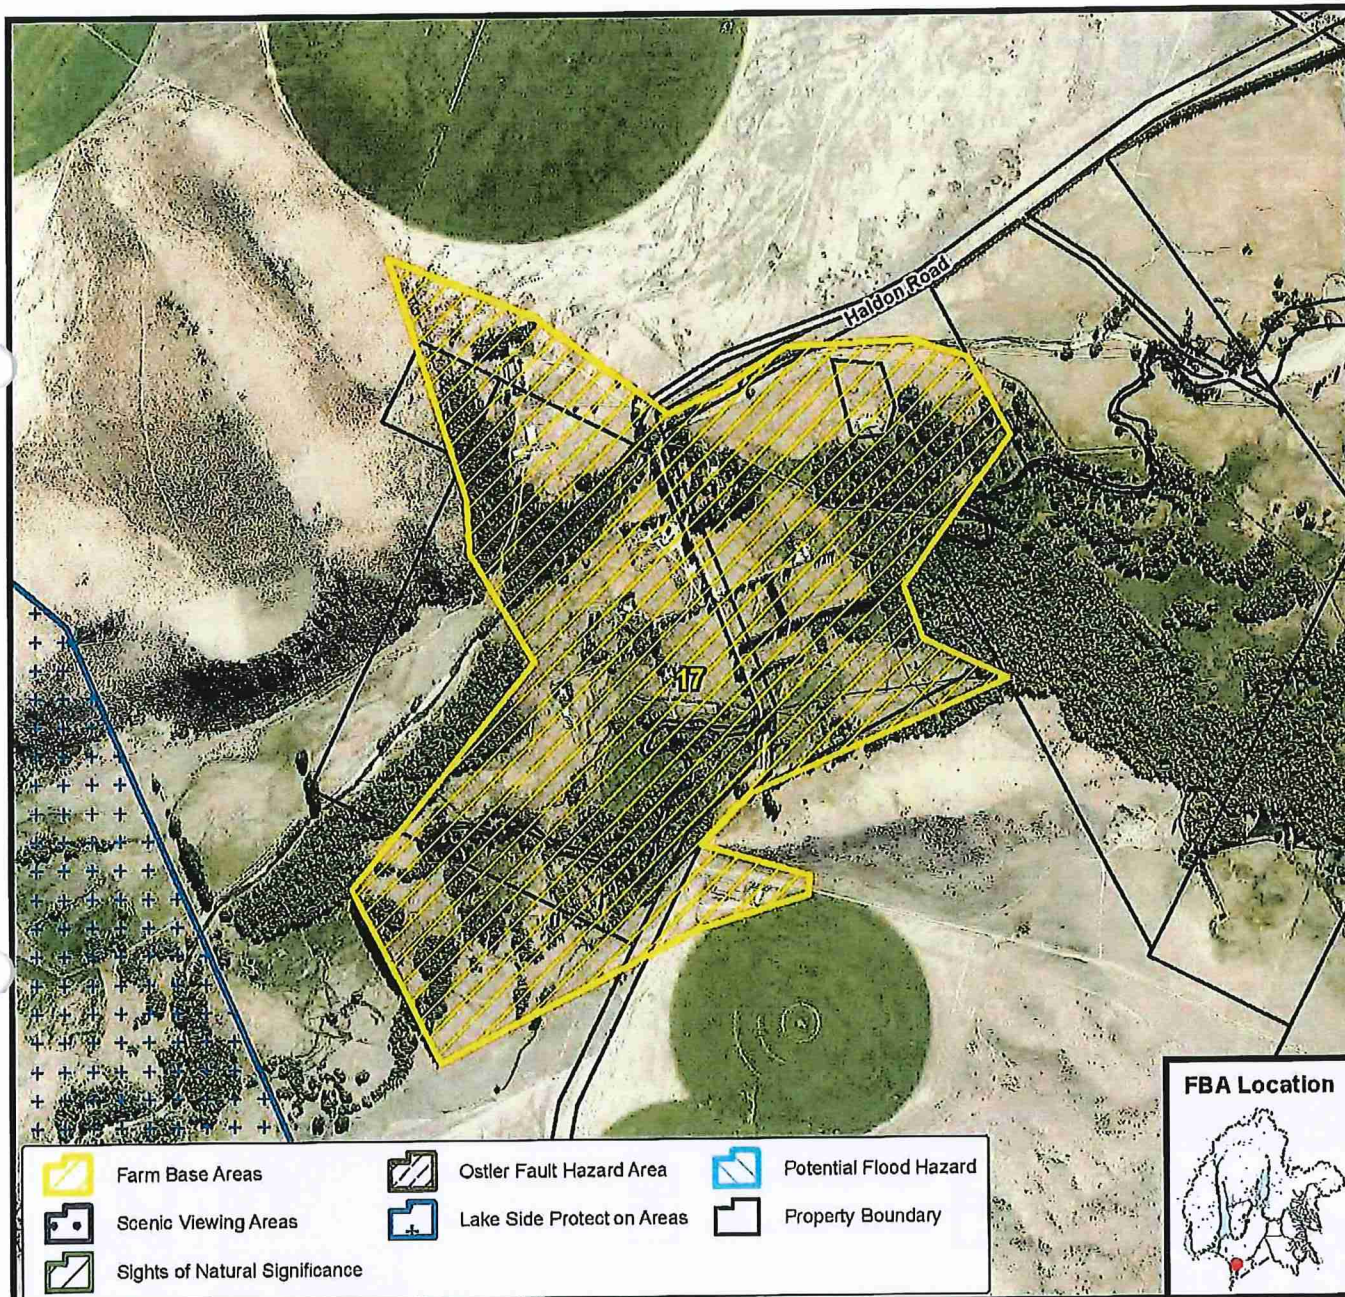 Haldon Road
17
FBA Location
Farm Base Areas
Ostler Fault Hazard Area
Potential Flood Hazard
Scenic Viewing Areas
Lake Side Protect on Areas
Property Boundary
Sights of Natural Significance